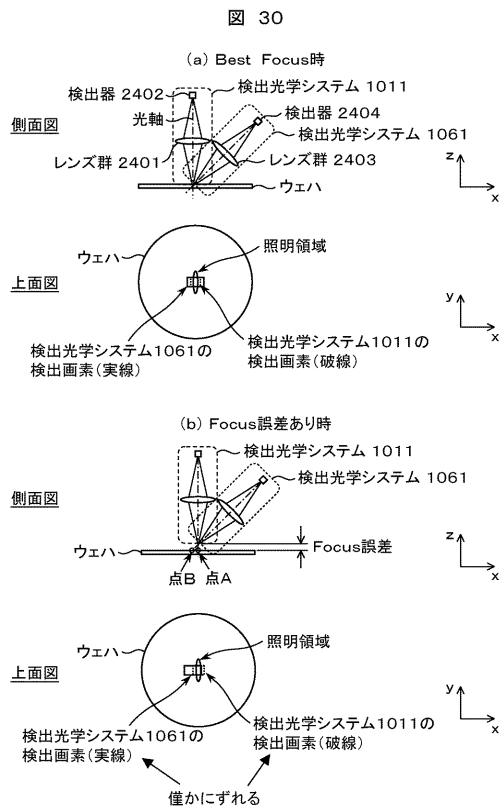 図 30
(a) Best Focus時
検出器 2402
検出光学システム 1011
検出器 2404
側面図
光軸
検出光学システム 1061
レンズ群 2401
レンズ群 2403
ウェハ
z
x
ウェハ
照明領域
上面図
y
x
検出光学システム1061の
検出画素(実線)
検出光学システム1011の
検出画素(破線)
(b) Focus誤差あり時
検出光学システム 1011
検出光学システム 1061
側面図
ウェハ
Focus誤差
点B
点A
z
x
ウェハ
照明領域
上面図
y
x
検出光学システム1061の
検出画素(実線)
検出光学システム1011の
検出画素(破線)
僅かにずれる